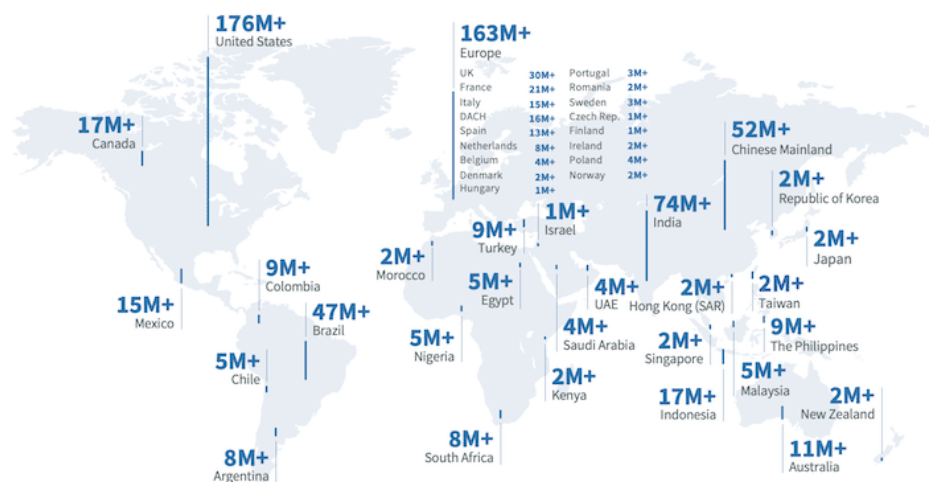 176M+
United States
163M+
Europe
UK 30M+ Portugal 3M+
France 21M+ Romania 2M+
Italy 15M+ Sweden 3M+
DACH 16M+ Czech Rep. 1M+
Spain 13M+ Finland 1M+
Netherlands 8M+ Ireland 2M+
Belgium 4M+ Poland 4M+
Denmark 2M+ Norway 2M+
Hungary 1M+
17M+
Canada
52M+
Chinese Mainland
2M+
Republic of Korea
74M+
India
1M+
Israel
9M+
Turkey
2M+
Morocco
2M+
Japan
9M+
Colombia
5M+
Egypt
4M+
UAE
2M+
Hong Kong (SAR)
2M+
Taiwan
15M+
Mexico
47M+
Brazil
5M+
Nigeria
4M+
Saudi Arabia
2M+
Singapore
9M+
The Philippines
5M+
Chile
2M+
Kenya
5M+
Malaysia
17M+
Indonesia
2M+
New Zealand
8M+
South Africa
8M+
Argentina
11M+
Australia